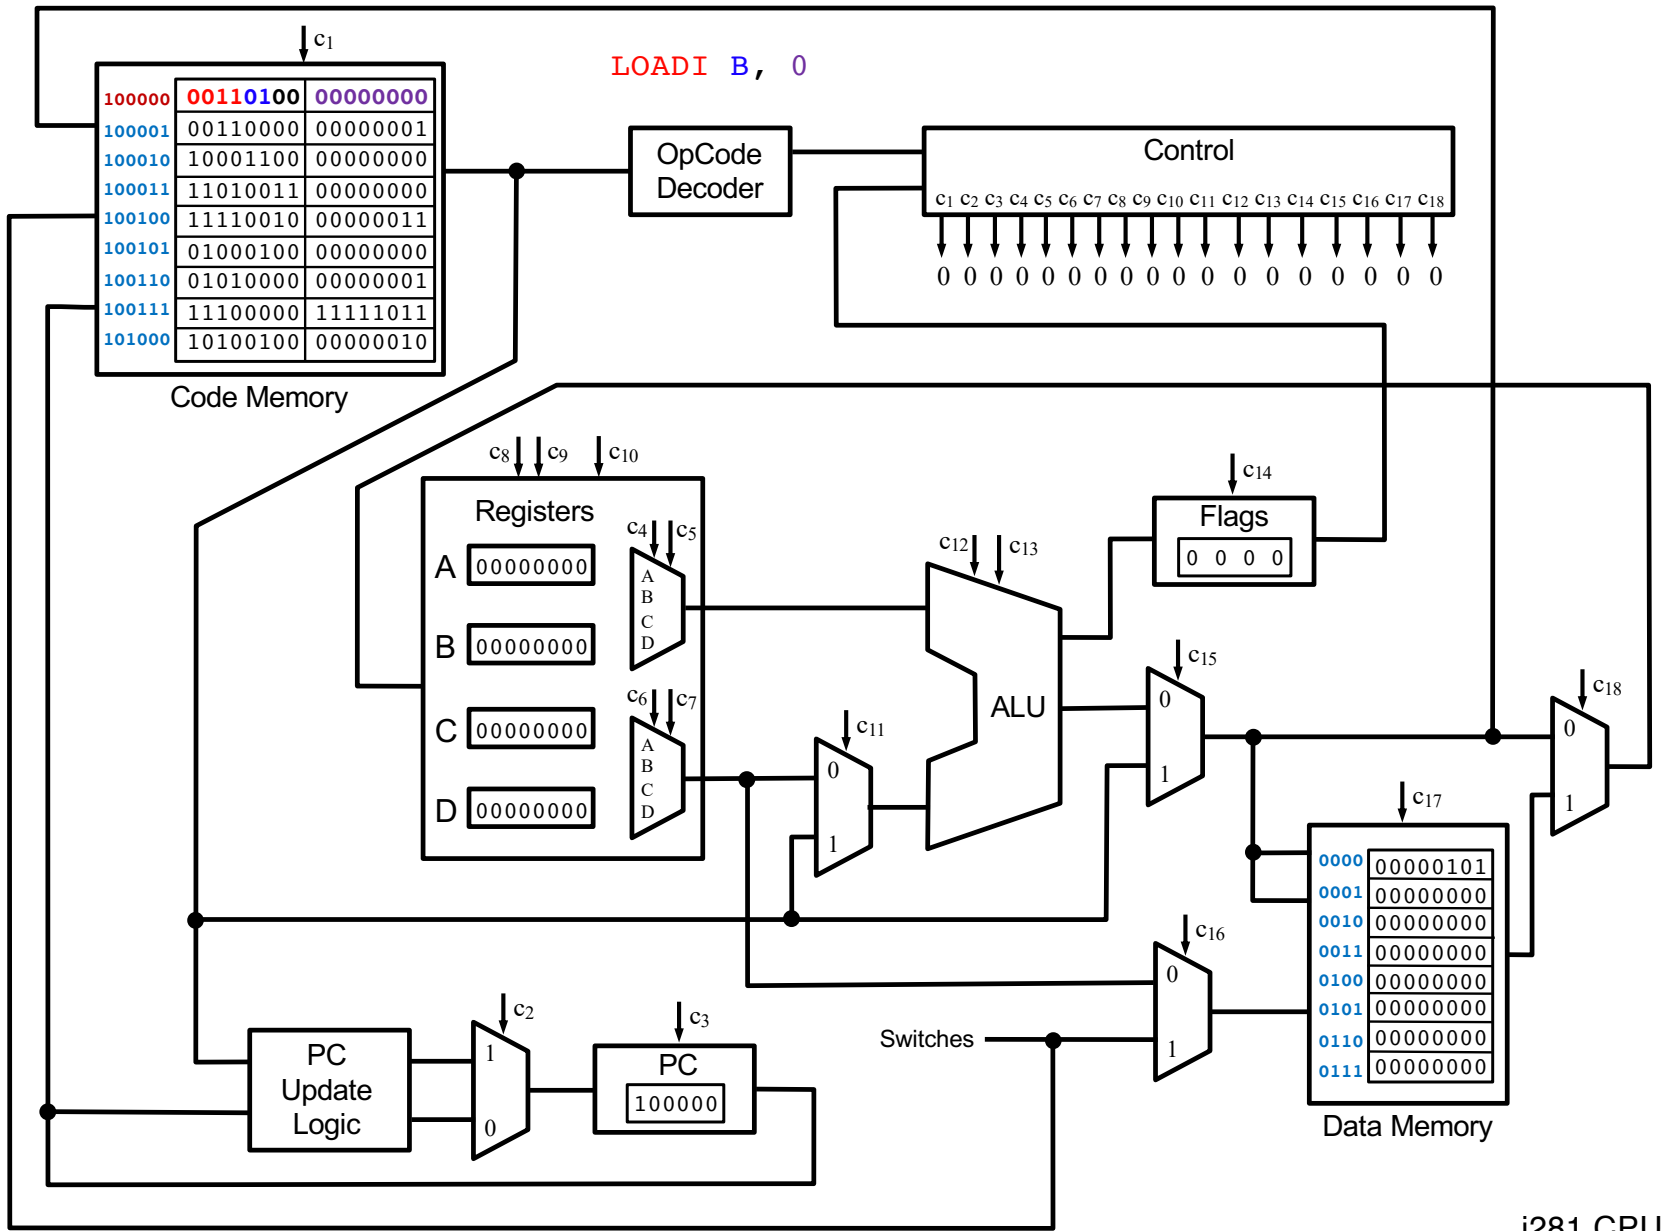 c1
LOADI B, 0
100000 00110100 00000000
100001 00110000 00000001
100010 10001100 00000000
100011 11010011 00000000
100100 11110010 00000011
100101 01000100 00000000
100110 01010000 00000001
100111 11100000 11111011
101000 10100100 00000010
Code Memory
OpCode
Decoder
Control
c1 c2 c3 c4 c5 c6 c7 c8 c9 c10 c11 c12 c13 c14 c15 c16 c17 c18
0 0 0 0 0 0 0 0 0 0 0 0 0 0 0 0 0 0
c8 c9 c10
Registers
c4 c5
A 00000000
B 00000000
C 00000000
D 00000000
A
B
C
D
c6 c7
A
B
C
D
c11
0
1
c12 c13
ALU
c14
Flags
0 0 0 0
c15
0
1
c18
0
1
c17
0000 00000101
0001 00000000
0010 00000000
0011 00000000
0100 00000000
0101 00000000
0110 00000000
0111 00000000
Data Memory
c16
0
1
Switches
PC
Update
Logic
c2
1
0
c3
PC
100000
i281 CPU